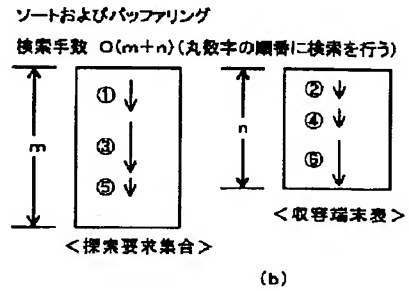 ソートおよびバッファリング
検索手数 O(m+n)(丸数字の順番に検索を行う)
m
①
③
⑤
<探索要求集合>
n
②
④
⑥
<収容端末表>
(b)